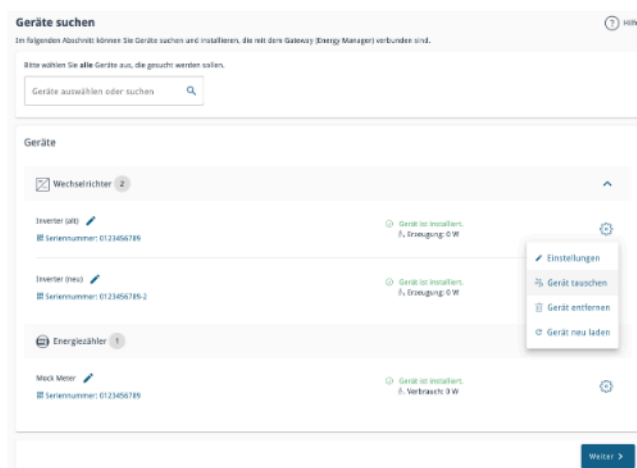 Geräte suchen
Hilfe
Im folgenden Abschnitt können Sie Geräte suchen und installieren, die mit dem Gateway (Energy Manager) verbunden sind.
Bitte wählen Sie alle Geräte aus, die gesucht werden sollen.
Geräte auswählen oder suchen
Geräte
Wechselrichter 2
Inverter (alt)
Seriennummer: 0123456789
Gerät ist installiert.
Erzeugung: 0 W
Einstellungen
Gerät tauschen
Gerät entfernen
Gerät neu laden
Inverter (neu)
Seriennummer: 0123456789-2
Gerät ist installiert.
Erzeugung: 0 W
Energiezähler 1
Mock Meter
Seriennummer: 0123456789
Gerät ist installiert.
Verbrauch: 0 W
Weiter